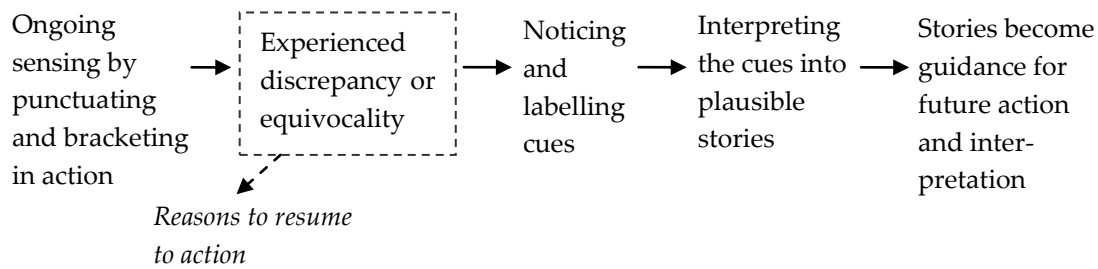 Ongoing
sensing by
punctuating
and bracketing
in action
Experienced
discrepancy or
equivocality
Noticing
and
labelling
cues
Interpreting
the cues into
plausible
stories
Stories become
guidance for
future action
and inter-
pretation
Reasons to resume
to action